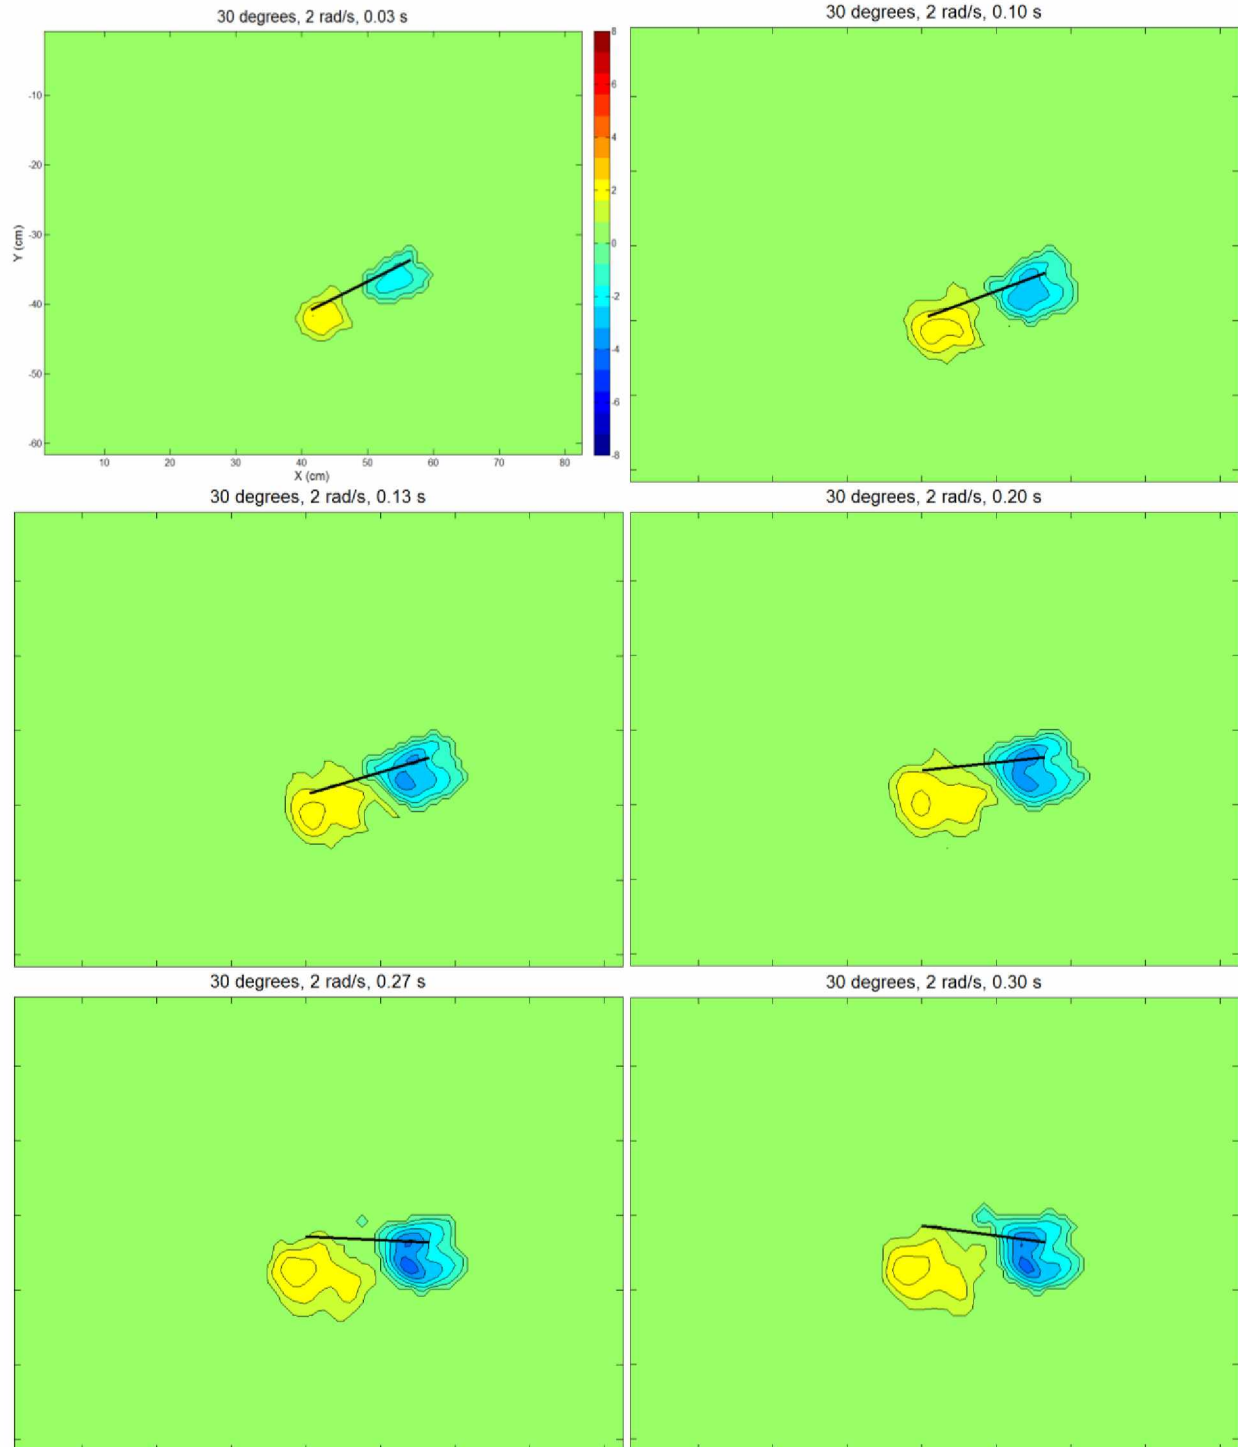 30 degrees, 2 rad/s, 0.03 s
30 degrees, 2 rad/s, 0.10 s
8
6
4
2
0
-2
-4
-6
-8
-10
-20
-30
-40
-50
-60
Y (cm)
10 20 30 40 50 60 70 80
X (cm)
30 degrees, 2 rad/s, 0.13 s
30 degrees, 2 rad/s, 0.20 s
30 degrees, 2 rad/s, 0.27 s
30 degrees, 2 rad/s, 0.30 s